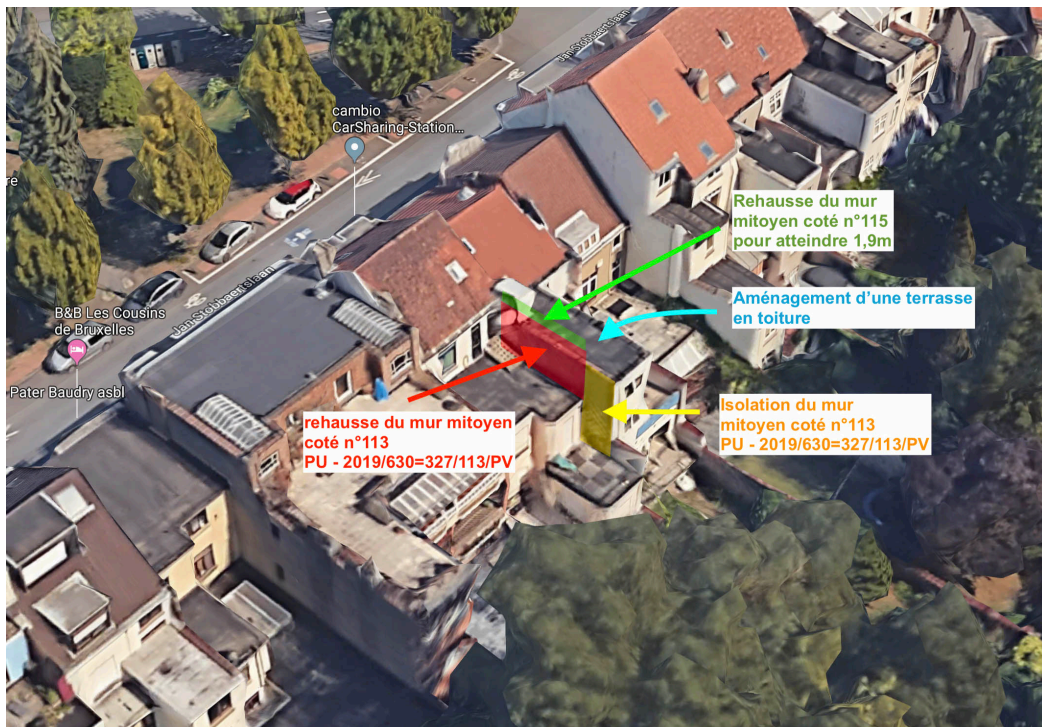 Jan Stobbaertslaan
cambio
CarSharing-Station...
re
Rehausse du mur
mitoyen coté n°115
pour atteindre 1,9m
Jan Stobbaertslaan
Aménagement d'une terrasse
en toiture
B&B Les Cousins
de Bruxelles
Pater Baudry asbl
rehausse du mur mitoyen
coté n°113
PU - 2019/630=327/113/PV
Isolation du mur
mitoyen coté n°113
PU - 2019/630=327/113/PV